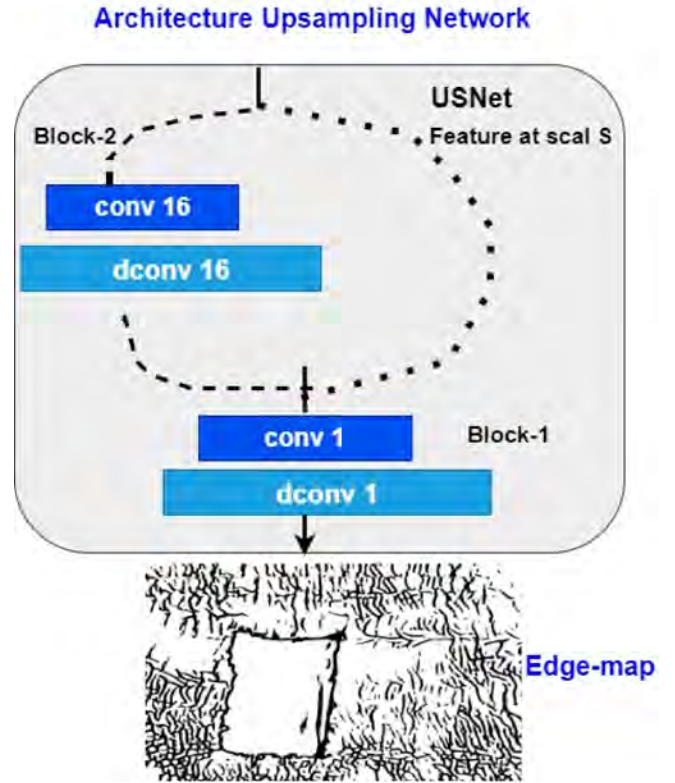 Architecture Upsampling Network
USNet
Block-2
Feature at scal S
conv 16
dconv 16
conv 1
Block-1
dconv 1
Edge-map